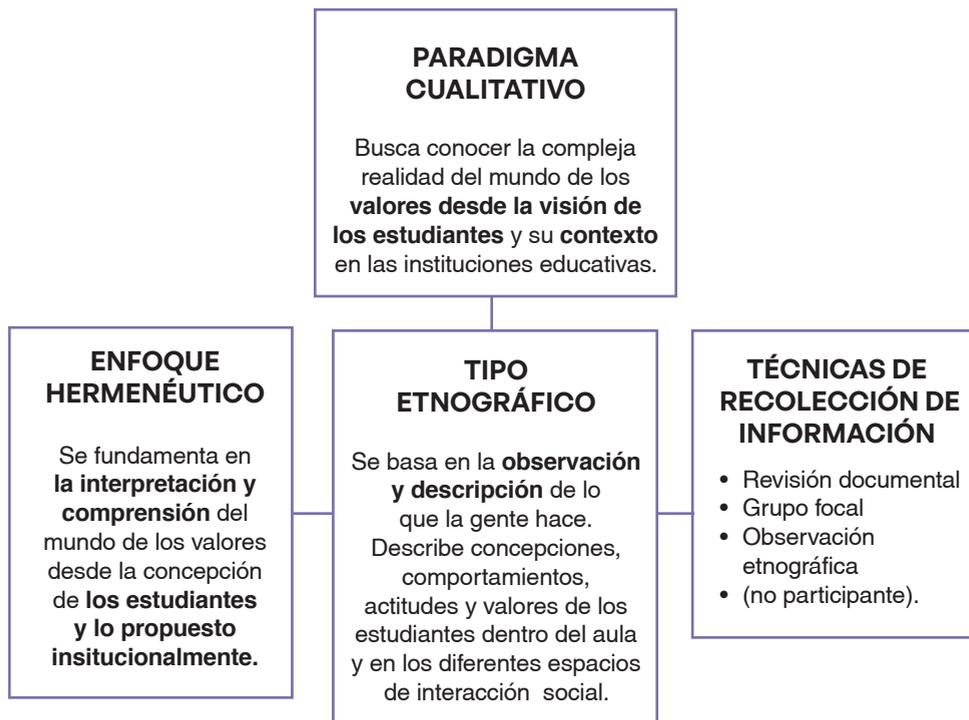 PARADIGMA
CUALITATIVO
Busca conocer la compleja
realidad del mundo de los
valores desde la visión de
los estudiantes y su contexto
en las instituciones educativas.
ENFOQUE
HERMENÉUTICO
Se fundamenta en
la interpretación y
comprensión del
mundo de los valores
desde la concepción
de los estudiantes
y lo propuesto
insitucionalmente.
TIPO
ETNOGRÁFICO
Se basa en la observación
y descripción de lo
que la gente hace.
Describe concepciones,
comportamientos,
actitudes y valores de los
estudiantes dentro del aula
y en los diferentes espacios
de interacción social.
TÉCNICAS DE
RECOLECCIÓN DE
INFORMACIÓN
• Revisión documental
• Grupo focal
• Observación
etnográfica
• (no participante).